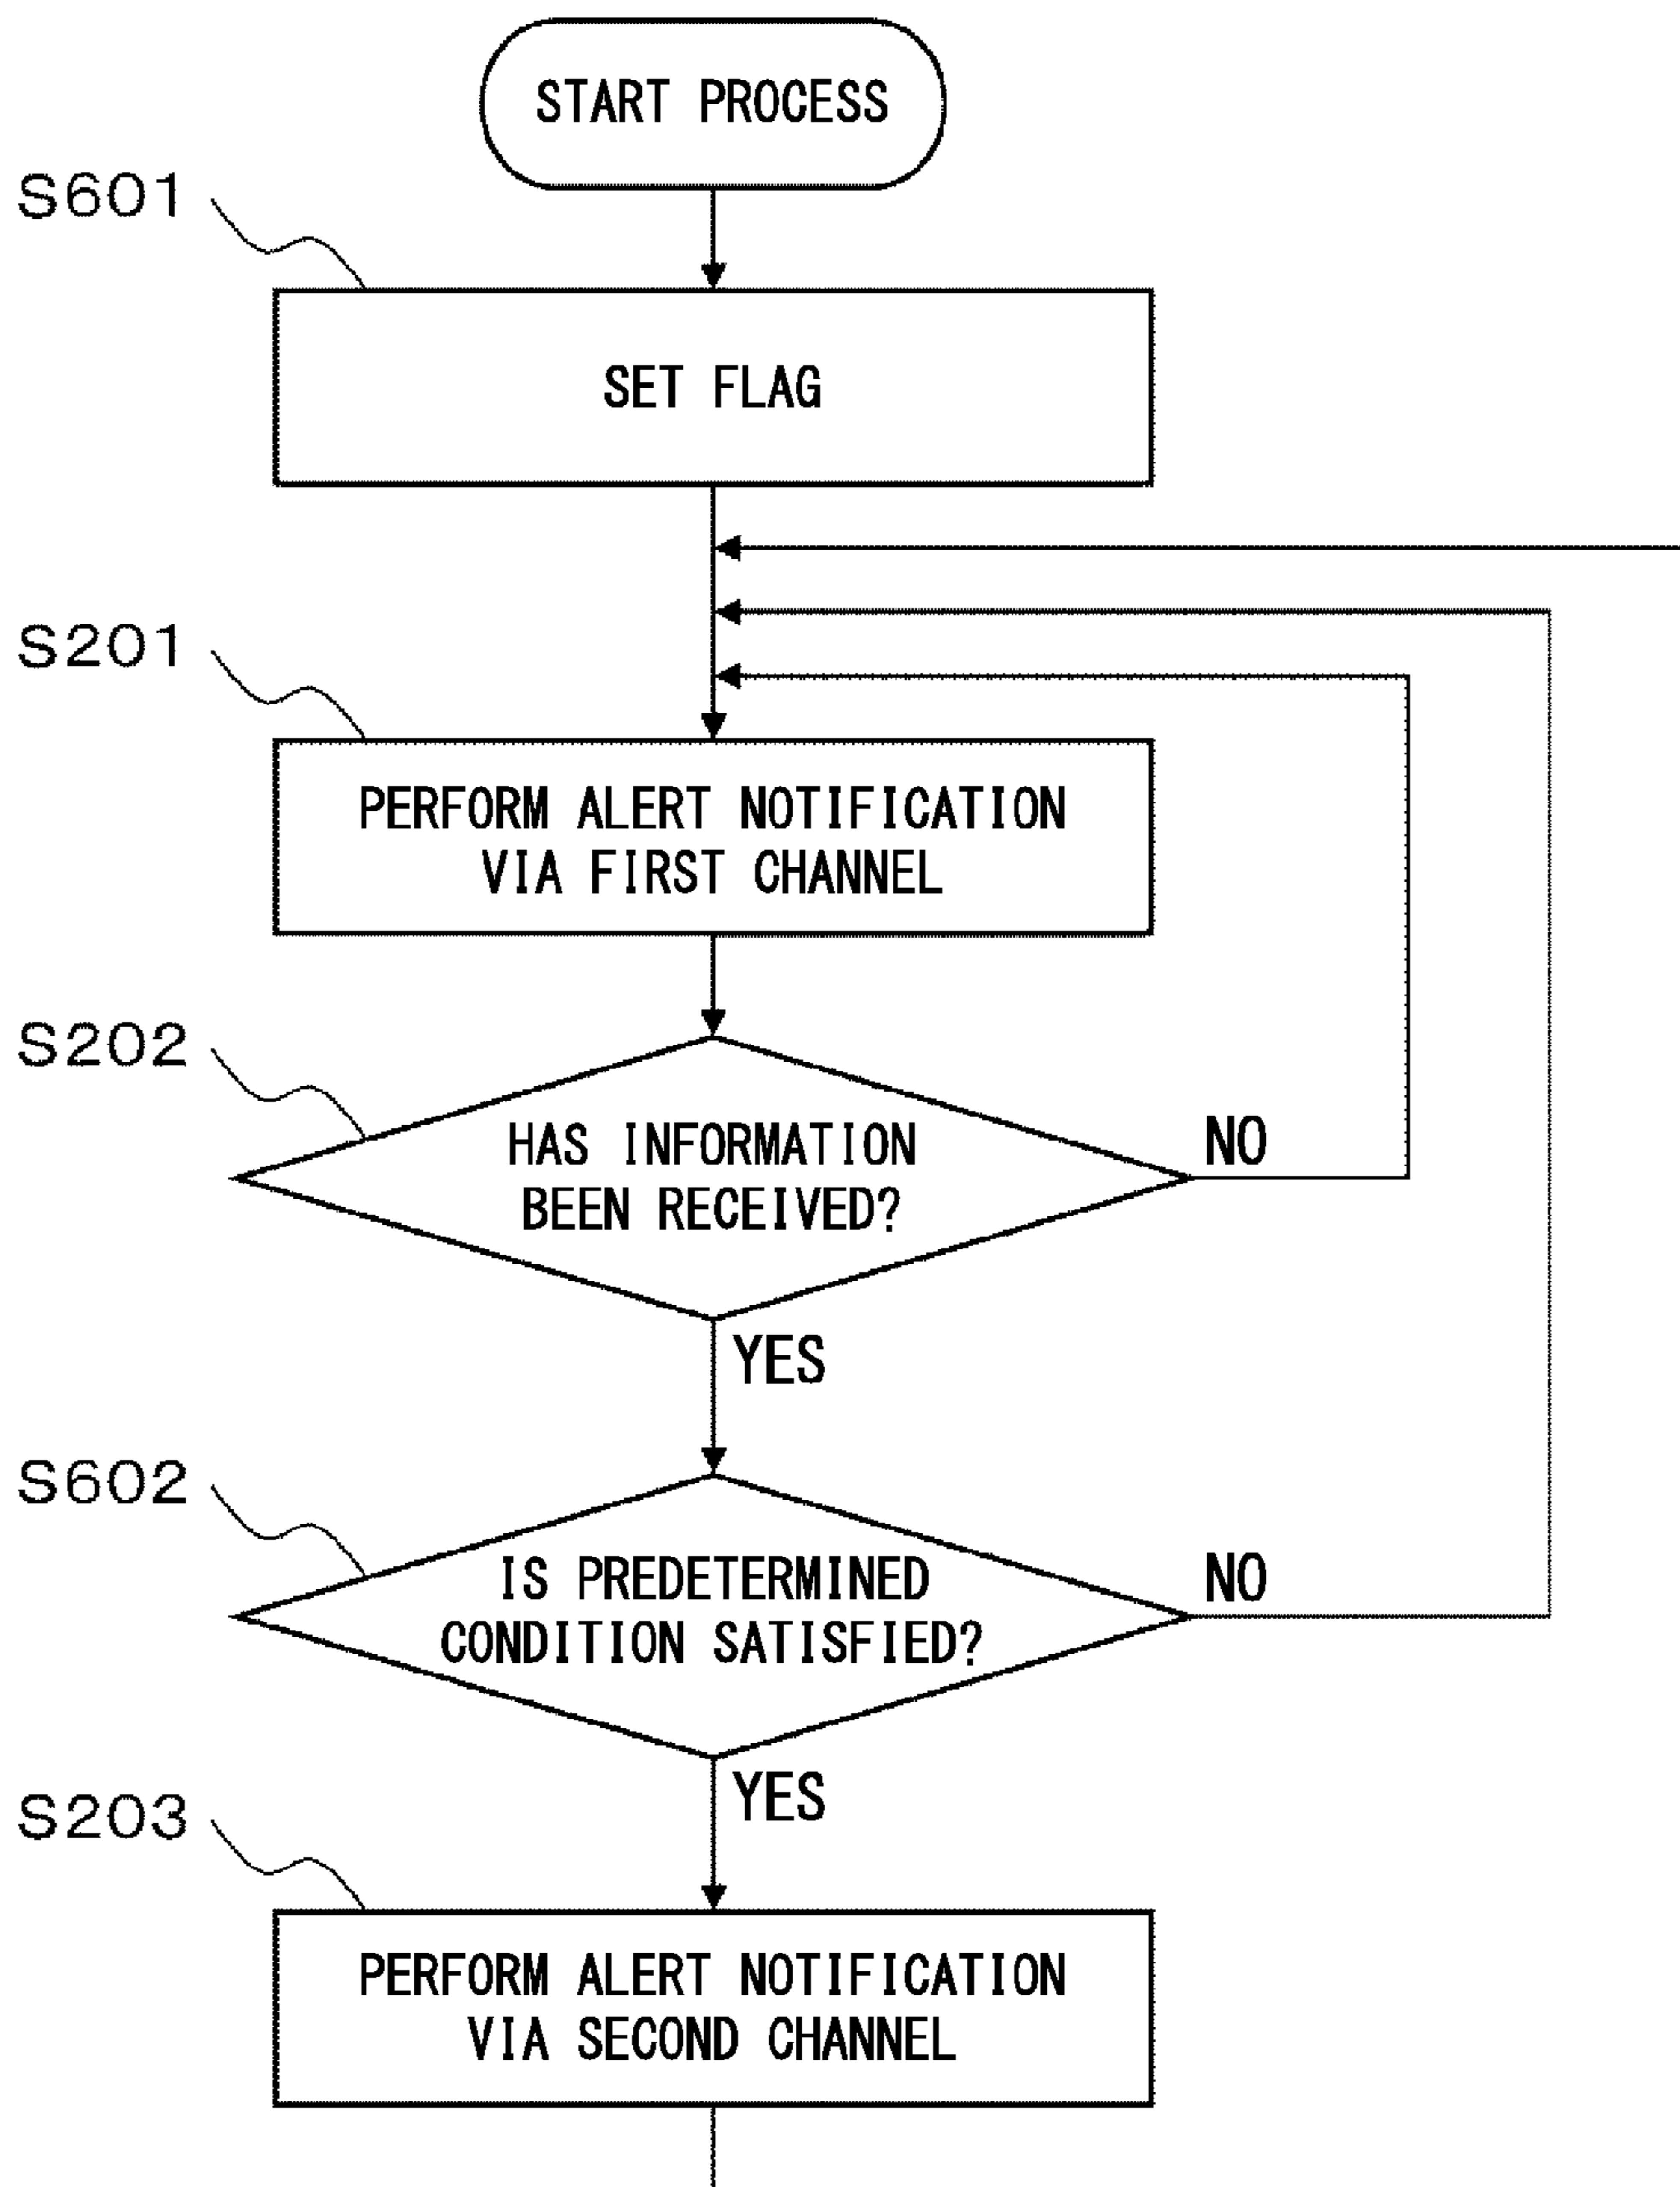 START PROCESS
S601
SET FLAG
S201
PERFORM ALERT NOTIFICATION
VIA FIRST CHANNEL
S202
HAS INFORMATION
BEEN RECEIVED?
NO
YES
S602
IS PREDETERMINED
CONDITION SATISFIED?
NO
YES
S203
PERFORM ALERT NOTIFICATION
VIA SECOND CHANNEL